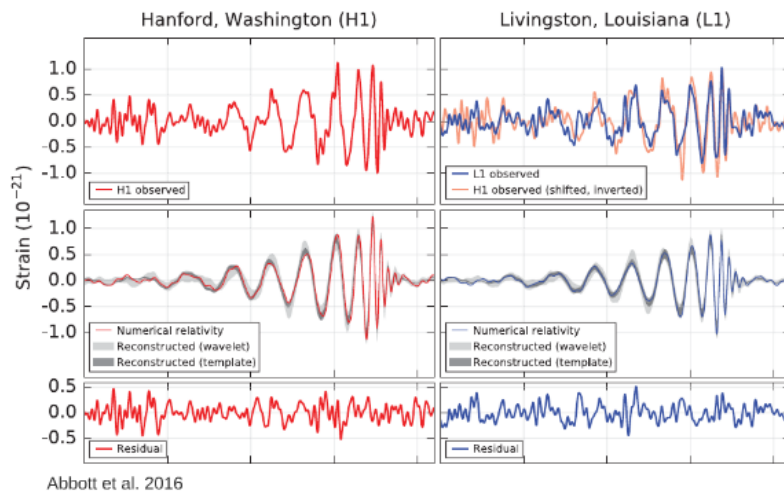 Hanford, Washington (H1)
Livingston, Louisiana (L1)
1.0
0.5
0.0
-0.5
-1.0
H1 observed
L1 observed
H1 observed (shifted, inverted)
Strain (10⁻²¹)
1.0
0.5
0.0
-0.5
-1.0
Numerical relativity
Reconstructed (wavelet)
Reconstructed (template)
Numerical relativity
Reconstructed (wavelet)
Reconstructed (template)
0.5
0.0
-0.5
Residual
Residual
Abbott et al. 2016